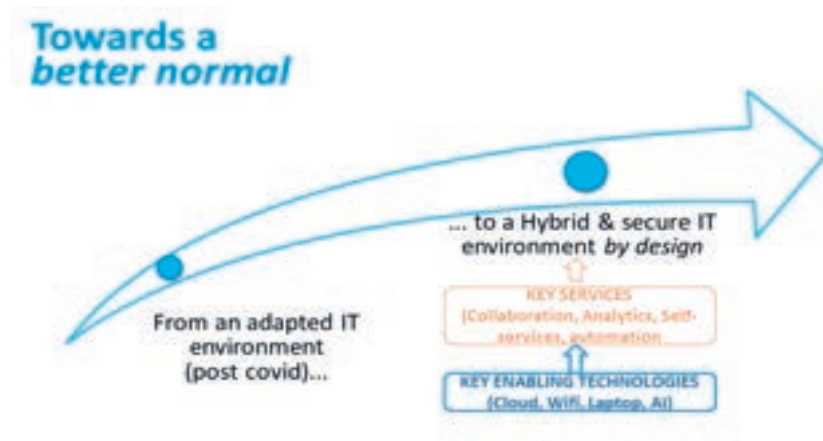 Towards a
better normal
... to a Hybrid & secure IT
environment by design
From an adapted IT
environment
(post covid)...
KEY SERVICES
(Collaboration, Analytics, Self-
services, automation
KEY ENABLING TECHNOLOGIES
(Cloud, Wifi, Laptop, AI)